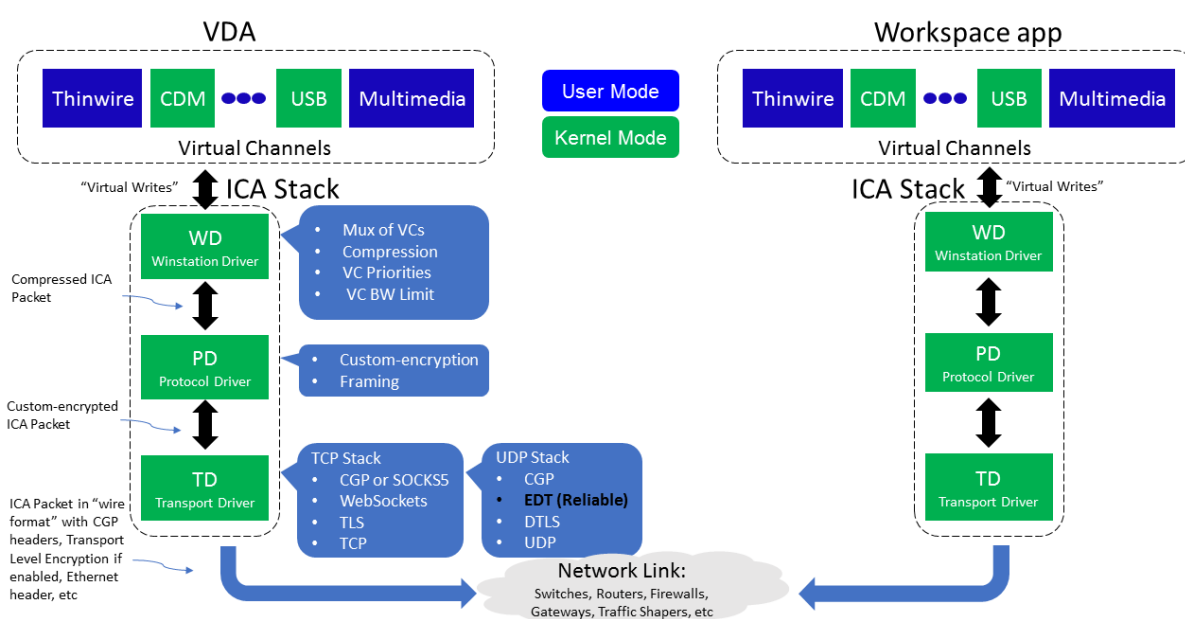 VDA
Workspace app
Thinwire
CDM
USB
Multimedia
Virtual Channels
User Mode
Kernel Mode
Thinwire
CDM
USB
Multimedia
Virtual Channels
“Virtual Writes”
ICA Stack
ICA Stack
“Virtual Writes”
WD
Winstation Driver
• Mux of VCs
• Compression
• VC Priorities
• VC BW Limit
WD
Winstation Driver
Compressed ICA
Packet
PD
Protocol Driver
• Custom-encryption
• Framing
PD
Protocol Driver
Custom-encrypted
ICA Packet
TD
Transport Driver
TCP Stack
• CGP or SOCKS5
• WebSockets
• TLS
• TCP
UDP Stack
• CGP
• EDT (Reliable)
• DTLS
• UDP
TD
Transport Driver
ICA Packet in “wire
format” with CGP
headers, Transport
Level Encryption if
enabled, Ethernet
header, etc
Network Link:
Switches, Routers, Firewalls,
Gateways, Traffic Shapers, etc